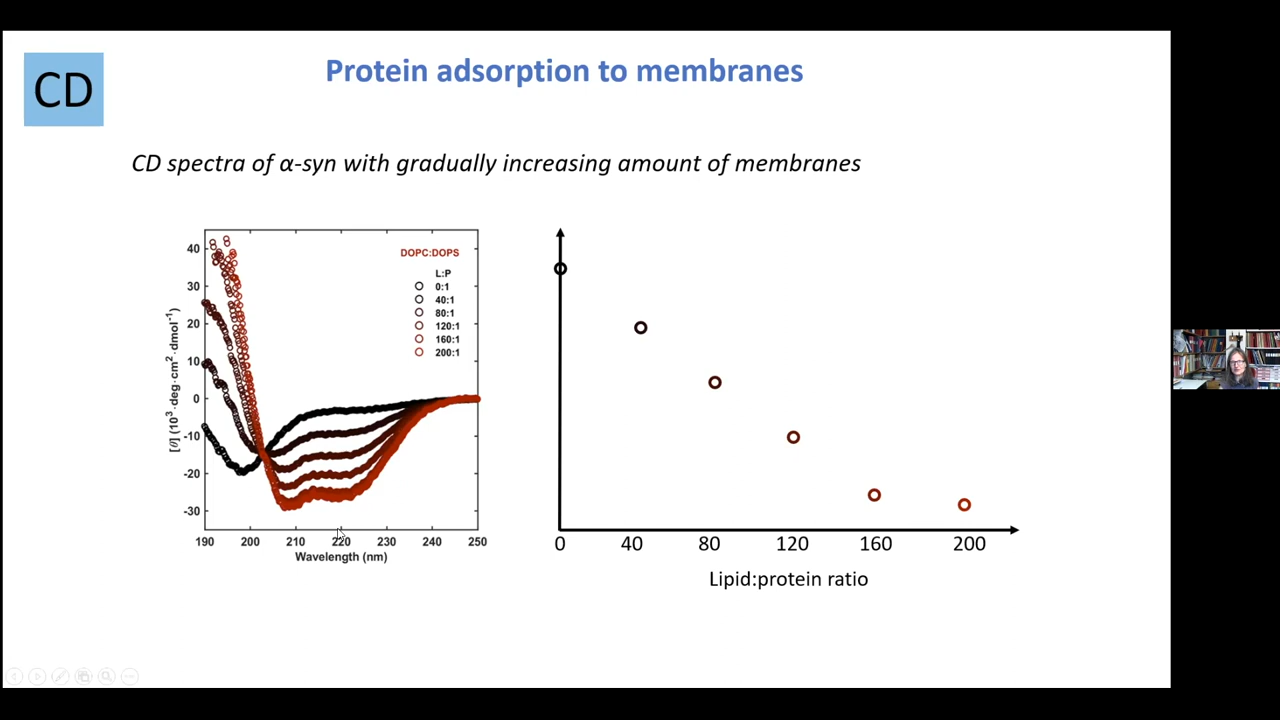 CD
Protein adsorption to membranes
CD spectra of α-syn with gradually increasing amount of membranes
DOPC:DOPS
L:P
0:1
40:1
80:1
120:1
160:1
200:1
40
30
20
10
0
-10
-20
-30
[θ] (10³·deg·cm²·dmol⁻¹)
190 200 210 220 230 240 250
Wavelength (nm)
0 40 80 120 160 200
Lipid:protein ratio